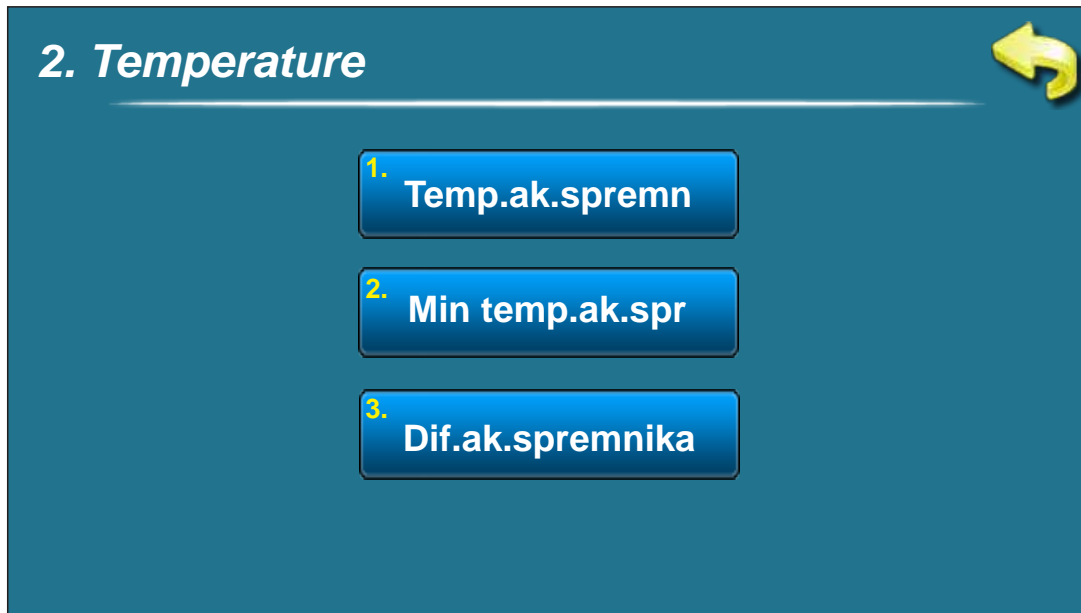 2. Temperature
1.
Temp.ak.spremn
2.
Min temp.ak.spr
3.
Dif.ak.spremnika